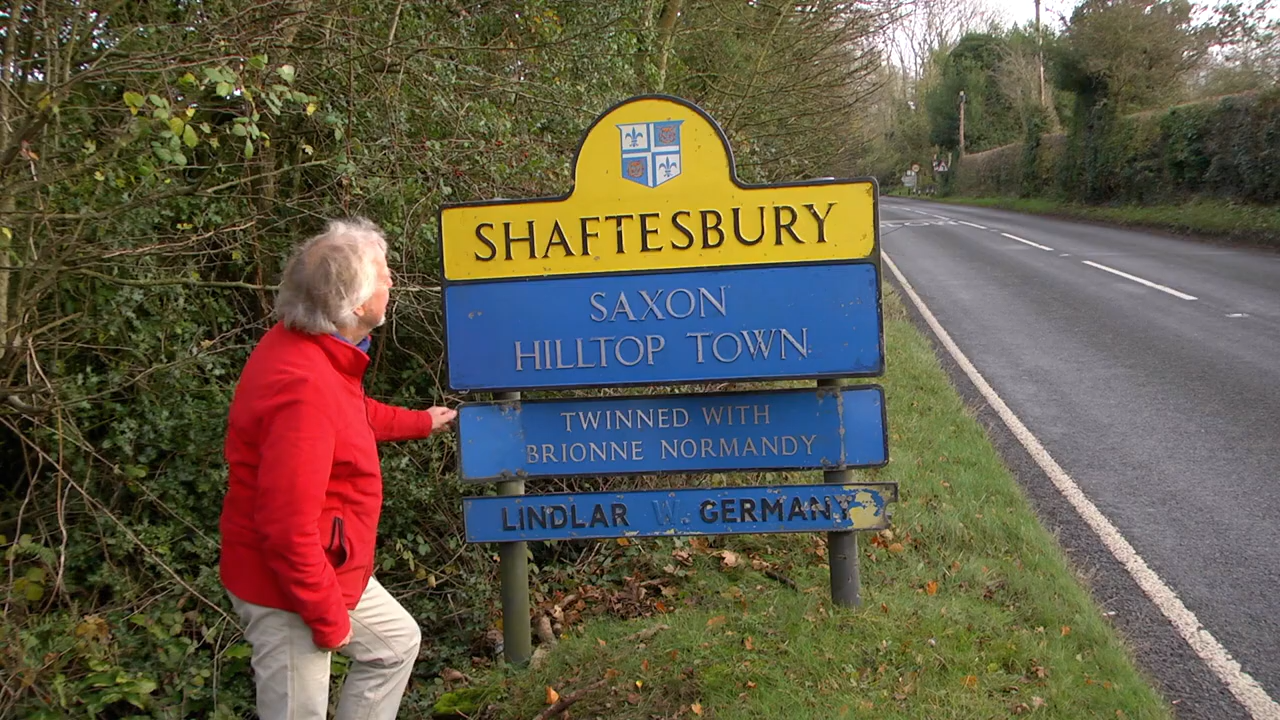 SHAFTESBURY
SAXON
HILLTOP TOWN
TWINNED WITH
BRIONNE NORMANDY
LINDLAR W. GERMANY